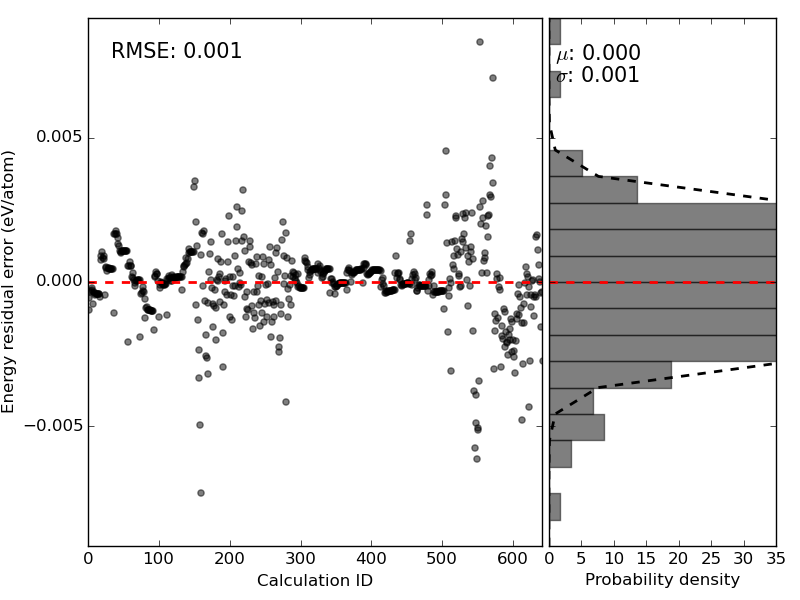 RMSE: 0.001
μ: 0.000
σ: 0.001
Energy residual error (eV/atom)
0.005
0.000
−0.005
0 100 200 300 400 500 600
0 5 10 15 20 25 30 35
Calculation ID
Probability density